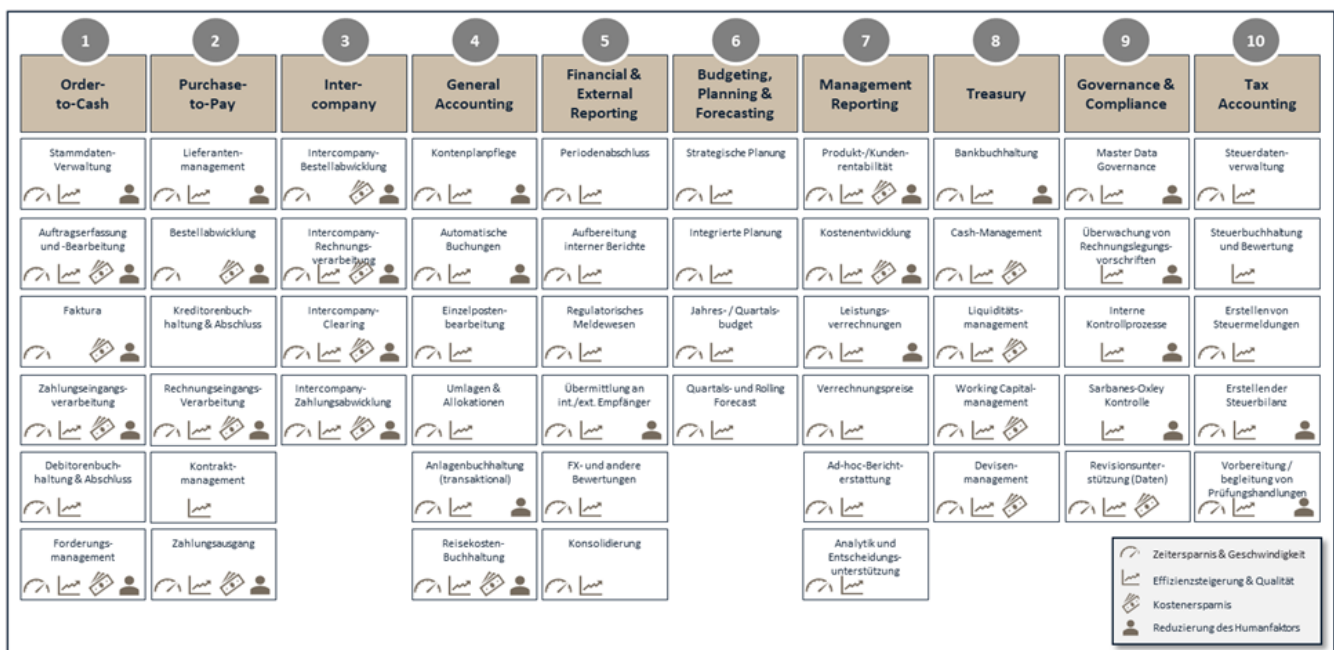 1
Order-
to-Cash
Stammdaten-
Verwaltung
Auftragserfassung
und -Bearbeitung
Faktura
Zahlungseingangs-
verarbeitung
Debitorenbuch-
haltung & Abschluss
Forderungs-
management
2
Purchase-
to-Pay
Lieferanten-
management
Bestellabwicklung
Kreditorenbuc-
haltung & Abschluss
Rechnungseingangs-
Verarbeitung
Kontrakt-
management
Zahlungsausgang
3
Inter-
company
Intercompany-
Bestellabwicklung
Intercompany-
Rechnungs-
verarbeitung
Intercompany-
Clearing
Intercompany-
Zahlungsabwicklung
4
General
Accounting
Kontenplanpflege
Automatische
Buchungen
Einzelposten-
bearbeitung
Umlagen &
Allokationen
Anlagenbuchhaltung
(transaktional)
Reisekosten-
Buchhaltung
5
Financial &
External
Reporting
Periodenabschluss
Aufbereitung
interner Berichte
Regulatorisches
Meldewesen
Übermittlung an
int./ext. Empfänger
FX- und andere
Bewertungen
Konsolidierung
6
Budgeting,
Planning &
Forecasting
Strategische Planung
Integrierte Planung
Jahres- / Quartals-
budget
Quartals- und Rolling
Forecast
7
Management
Reporting
Produkt-/Kunden-
rentabilität
Kostenentwicklung
Leistungs-
verrechnungen
Verrechnungspreise
Ad-hoc-Bericht-
erstattung
Analytik und
Entscheidungs-
unterstützung
8
Treasury
Bankbuchhaltung
Cash-Management
Liquiditäts-
management
Working Capital-
management
Devisen-
management
9
Governance &
Compliance
Master Data
Governance
Überwachung von
Rechnungslegungs-
vorschriften
Interne
Kontrollprozesse
Sarbanes-Oxley
Kontrolle
Revisionsunter-
stützung (Daten)
10
Tax
Accounting
Steuerdaten-
verwaltung
Steuerbuchhaltung
und Bewertung
Erstellen von
Steuermeldungen
Erstellen der
Steuerbilanz
Vorbereitung /
begleitung von
Prüfungshandlungen
Zeitersparnis & Geschwindigkeit
Effizienzsteigerung & Qualität
Kostenersparnis
Reduzierung des Humanfaktors